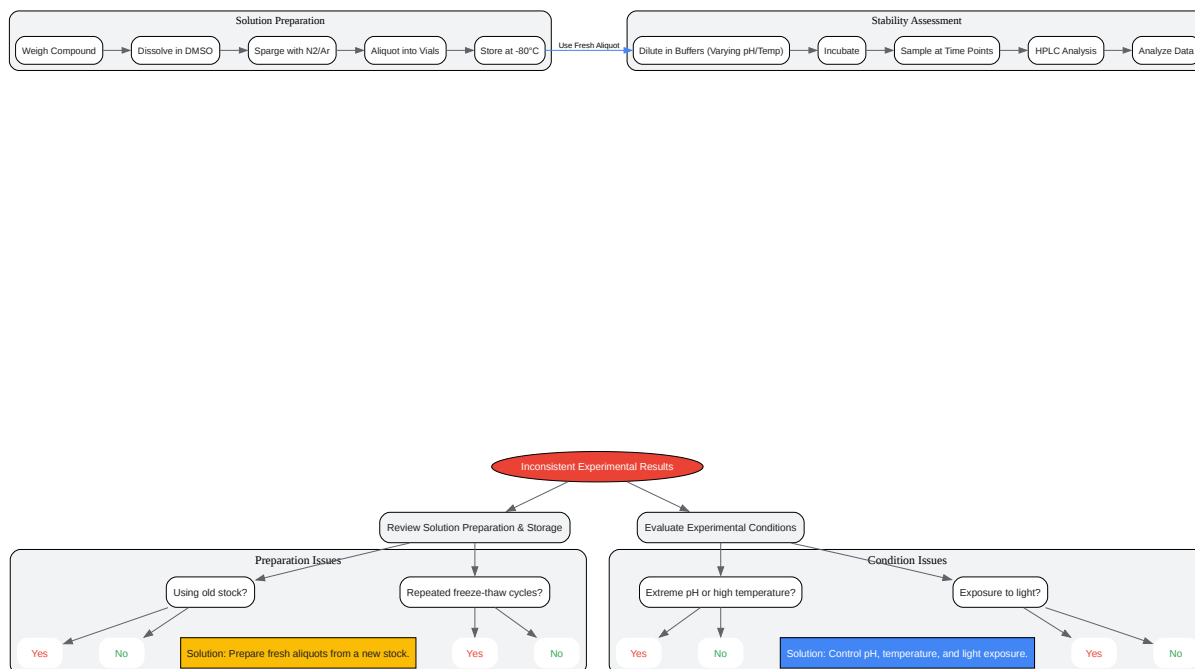 Solution Preparation
Weigh Compound
Dissolve in DMSO
Sparge with N2/Ar
Aliquot into Vials
Store at -80°C
Use Fresh Aliquot
Stability Assessment
Dilute in Buffers (Varying pH/Temp)
Incubate
Sample at Time Points
HPLC Analysis
Analyze Data
Inconsistent Experimental Results
Review Solution Preparation & Storage
Evaluate Experimental Conditions
Preparation Issues
Using old stock?
Repeated freeze-thaw cycles?
Yes
No
Solution: Prepare fresh aliquots from a new stock.
Yes
No
Condition Issues
Extreme pH or high temperature?
Exposure to light?
Yes
No
Solution: Control pH, temperature, and light exposure.
Yes
No